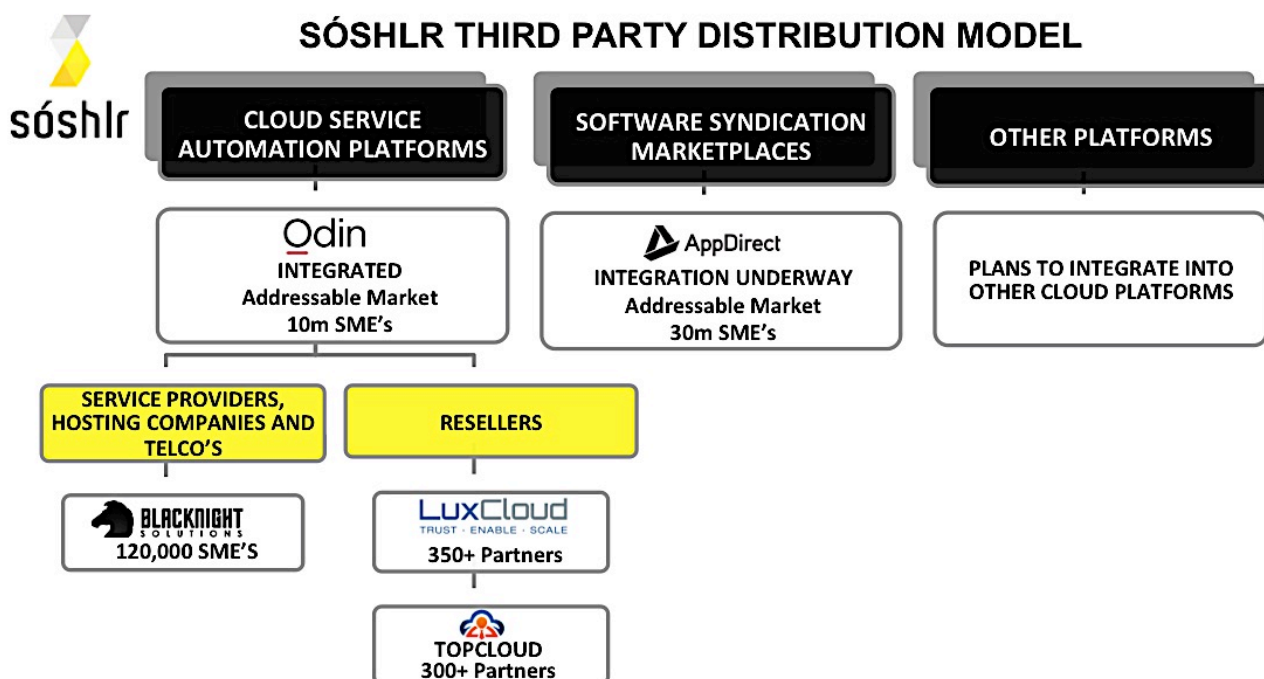 SÓSHLR THIRD PARTY DISTRIBUTION MODEL
sóshlr
CLOUD SERVICE
AUTOMATION PLATFORMS
SOFTWARE SYNDICATION
MARKETPLACES
OTHER PLATFORMS
Odin
INTEGRATED
Addressable Market
10m SME's
AppDirect
INTEGRATION UNDERWAY
Addressable Market
30m SME's
PLANS TO INTEGRATE INTO
OTHER CLOUD PLATFORMS
SERVICE PROVIDERS,
HOSTING COMPANIES AND
TELCO'S
RESELLERS
BLACKNIGHT
SOLUTIONS
120,000 SME'S
LuxCloud
TRUST · ENABLE · SCALE
350+ Partners
TOPCLOUD
300+ Partners